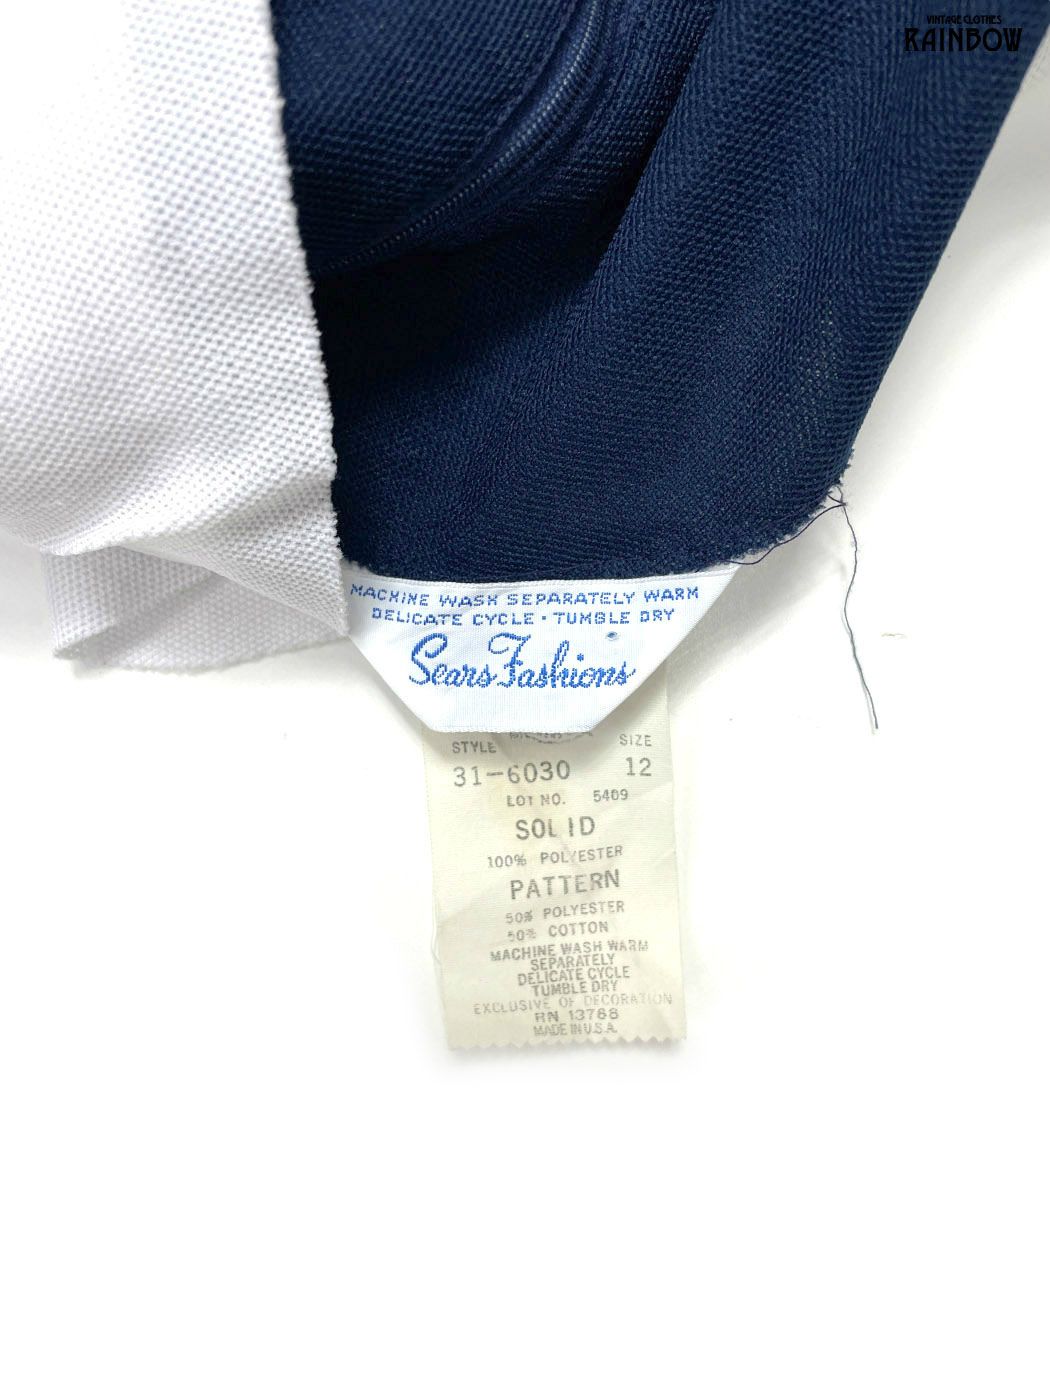 VINTAGE CLOTHES
RAINBOW
MACHINE WASH SEPARATELY WARM
DELICATE CYCLE · TUMBLE DRY
Sears Fashions
STYLE SIZE
31-6030 12
LOT NO. 5409
SOLID
100% POLYESTER
PATTERN
50% POLYESTER
50% COTTON
MACHINE WASH WARM
SEPARATELY
DELICATE CYCLE
TUMBLE DRY
EXCLUSIVE OF DECORATION
RN 13766
MADE IN U.S.A.